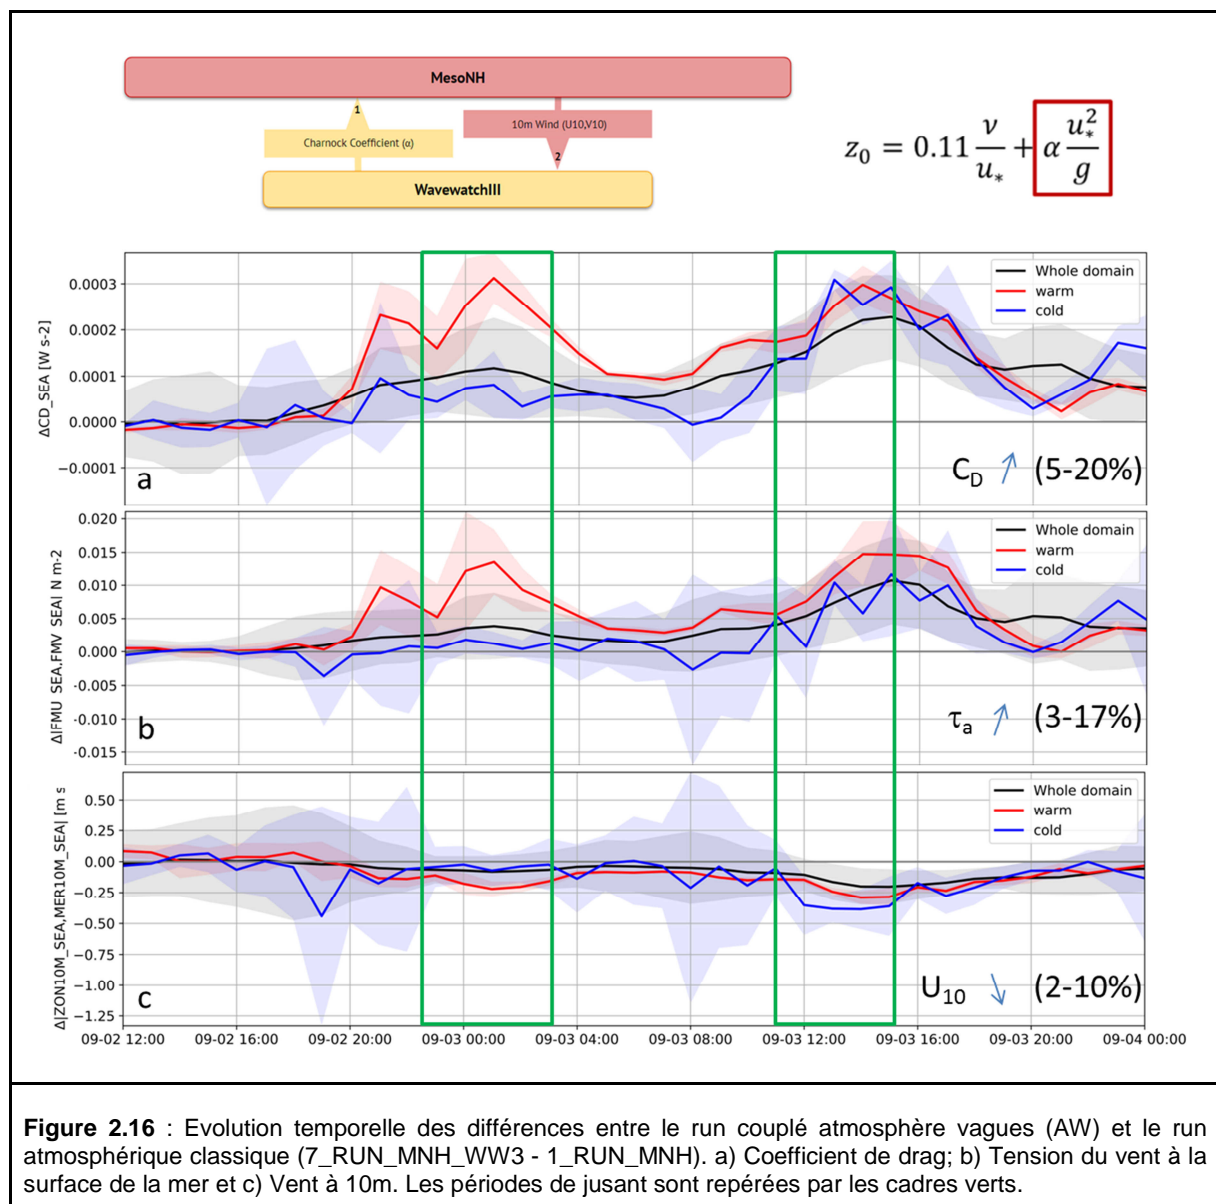 MesoNH
1
10m Wind (U10,V10)
Charnock Coefficient (α)
2
WavewatchIII
z₀ = 0.11 ν/u* + α u*²/g
ΔCD_SEA [W s-2]
0.0003
0.0002
0.0001
0.0000
−0.0001
Whole domain
warm
cold
a
C_D ↗ (5-20%)
Δ|FMU SEA,FMV SEA| N m-2
0.020
0.015
0.010
0.005
0.000
-0.005
-0.010
-0.015
Whole domain
warm
cold
b
τₐ ↗ (3-17%)
Δ|ZON10M_SEA,MER10M_SEA| [m s
0.50
0.25
0.00
−0.25
−0.50
−0.75
−1.00
−1.25
Whole domain
warm
cold
c
U₁₀ ↘ (2-10%)
09-02 12:00 09-02 16:00 09-02 20:00 09-03 00:00 09-03 04:00 09-03 08:00 09-03 12:00 09-03 16:00 09-03 20:00 09-04 00:00
Figure 2.16 : Evolution temporelle des différences entre le run couplé atmosphère vagues (AW) et le run
atmosphérique classique (7_RUN_MNH_WW3 - 1_RUN_MNH). a) Coefficient de drag; b) Tension du vent à la
surface de la mer et c) Vent à 10m. Les périodes de jusant sont repérées par les cadres verts.